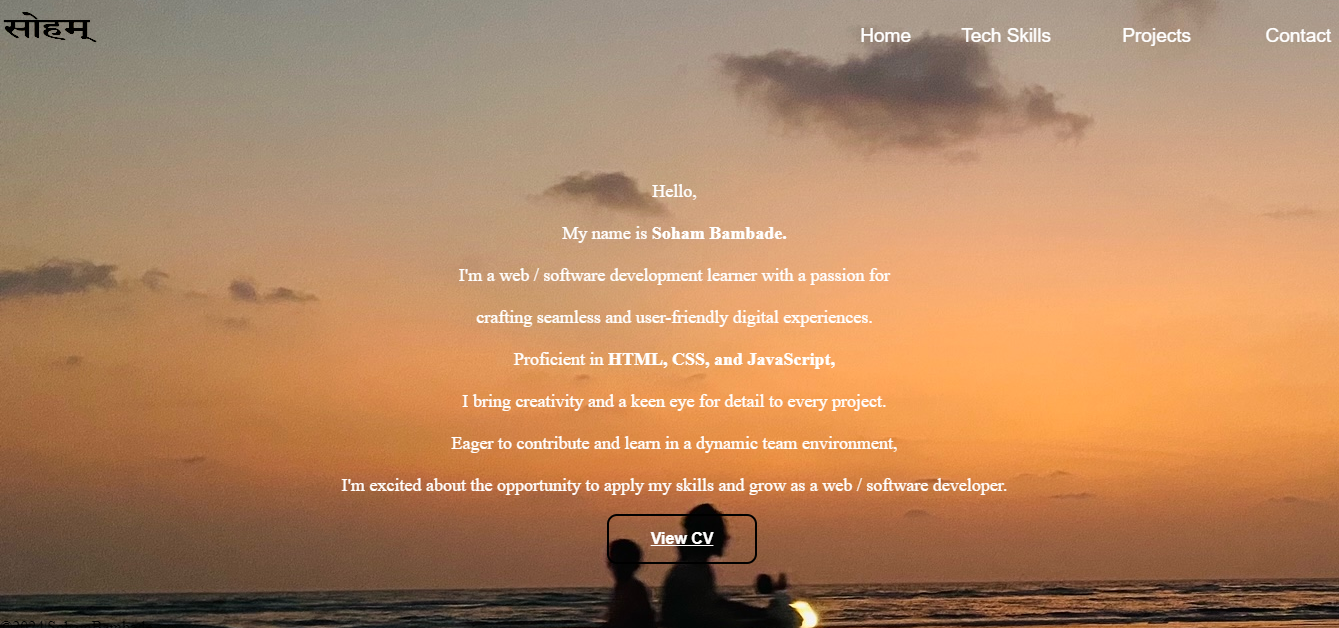 सोहम्
Home Tech Skills Projects Contact
Hello,
My name is Soham Bambade.
I'm a web / software development learner with a passion for
crafting seamless and user-friendly digital experiences.
Proficient in HTML, CSS, and JavaScript,
I bring creativity and a keen eye for detail to every project.
Eager to contribute and learn in a dynamic team environment,
I'm excited about the opportunity to apply my skills and grow as a web / software developer.
View CV